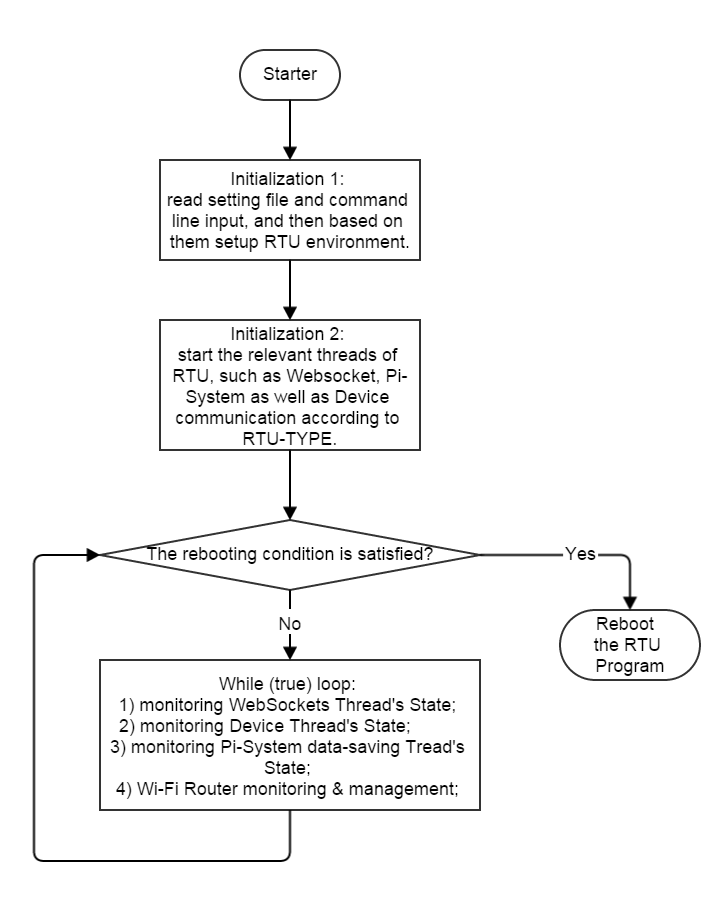 Starter
Initialization 1:
read setting file and command
line input, and then based on
them setup RTU environment.
Initialization 2:
start the relevant threads of
RTU, such as Websocket, Pi-
System as well as Device
communication according to
RTU-TYPE.
The rebooting condition is satisfied?
Yes
No
Reboot
the RTU
Program
While (true) loop:
1) monitoring WebSockets Thread's State;
2) monitoring Device Thread's State;
3) monitoring Pi-System data-saving Tread's
State;
4) Wi-Fi Router monitoring & management;